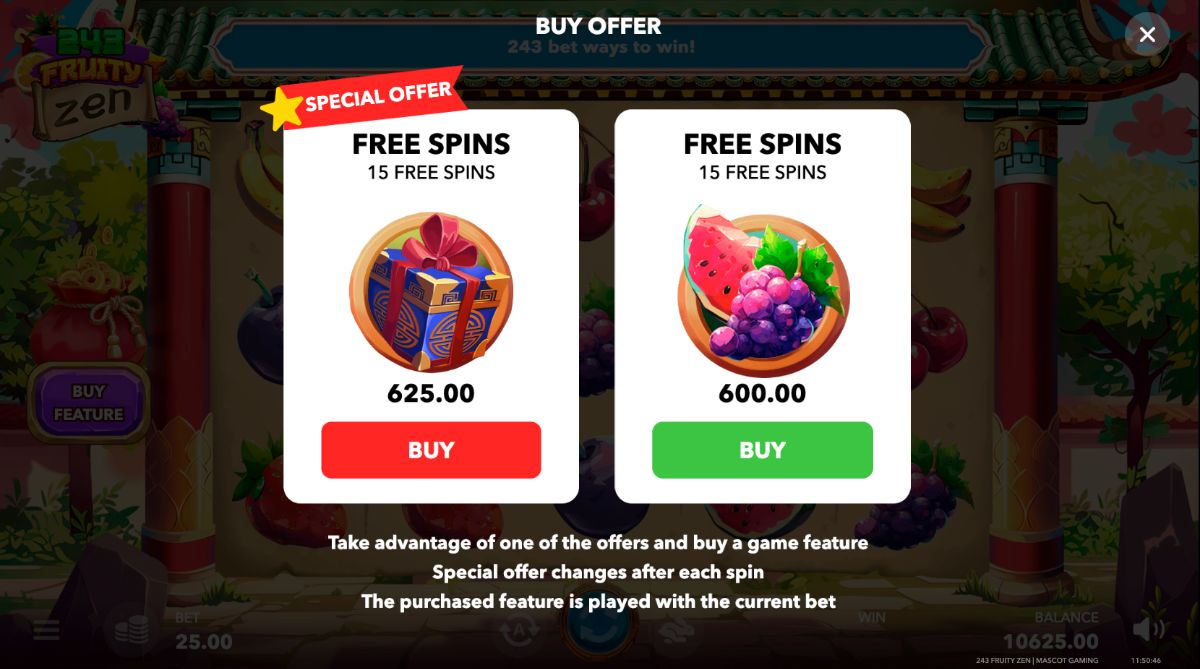 BUY OFFER
243 bet ways to win!
243
FRUITY
zen
SPECIAL OFFER
FREE SPINS
15 FREE SPINS
625.00
BUY
FREE SPINS
15 FREE SPINS
600.00
BUY
BUY
FEATURE
Take advantage of one of the offers and buy a game feature
Special offer changes after each spin
The purchased feature is played with the current bet
BET
25.00
A
WIN
BALANCE
10625.00
243 FRUITY ZEN | MASCOT GAMING
11:50:46